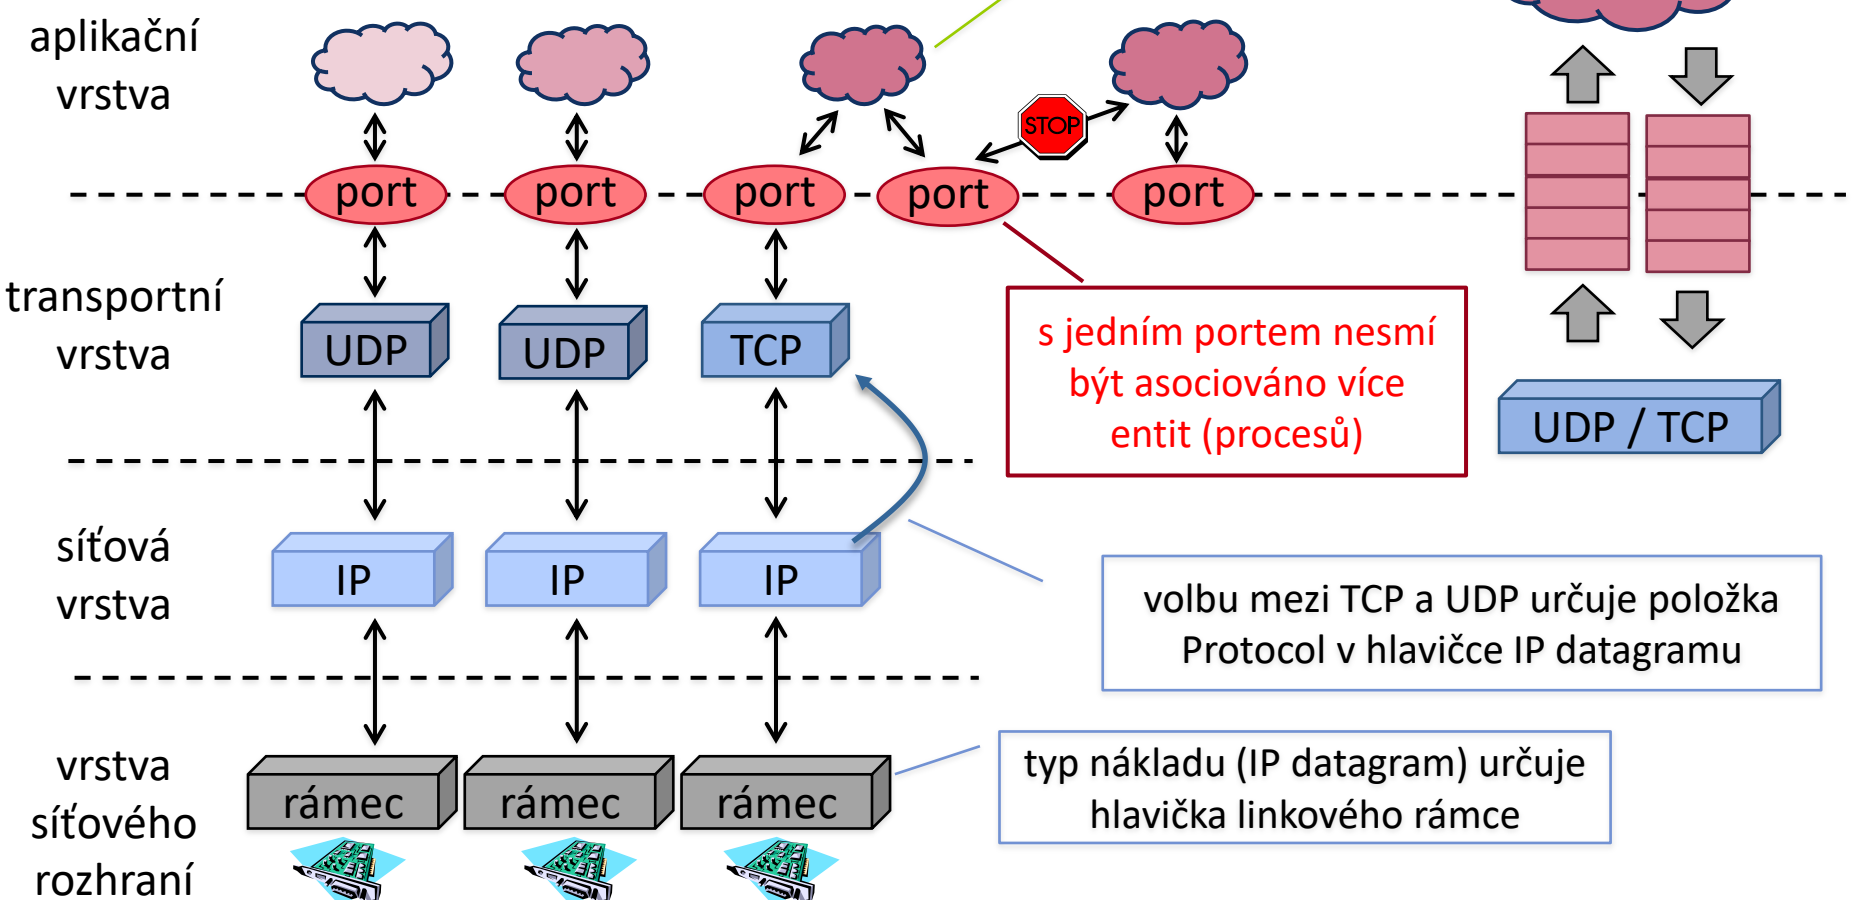 aplikační
vrstva
STOP
port
port
port
port
port
transportní
vrstva
UDP
UDP
TCP
s jedním portem nesmí
být asociováno více
entit (procesů)
UDP / TCP
síťová
vrstva
IP
IP
IP
volbu mezi TCP a UDP určuje položka
Protocol v hlavičce IP datagramu
vrstva
síťového
rozhraní
rámec
rámec
rámec
typ nákladu (IP datagram) určuje
hlavička linkového rámce